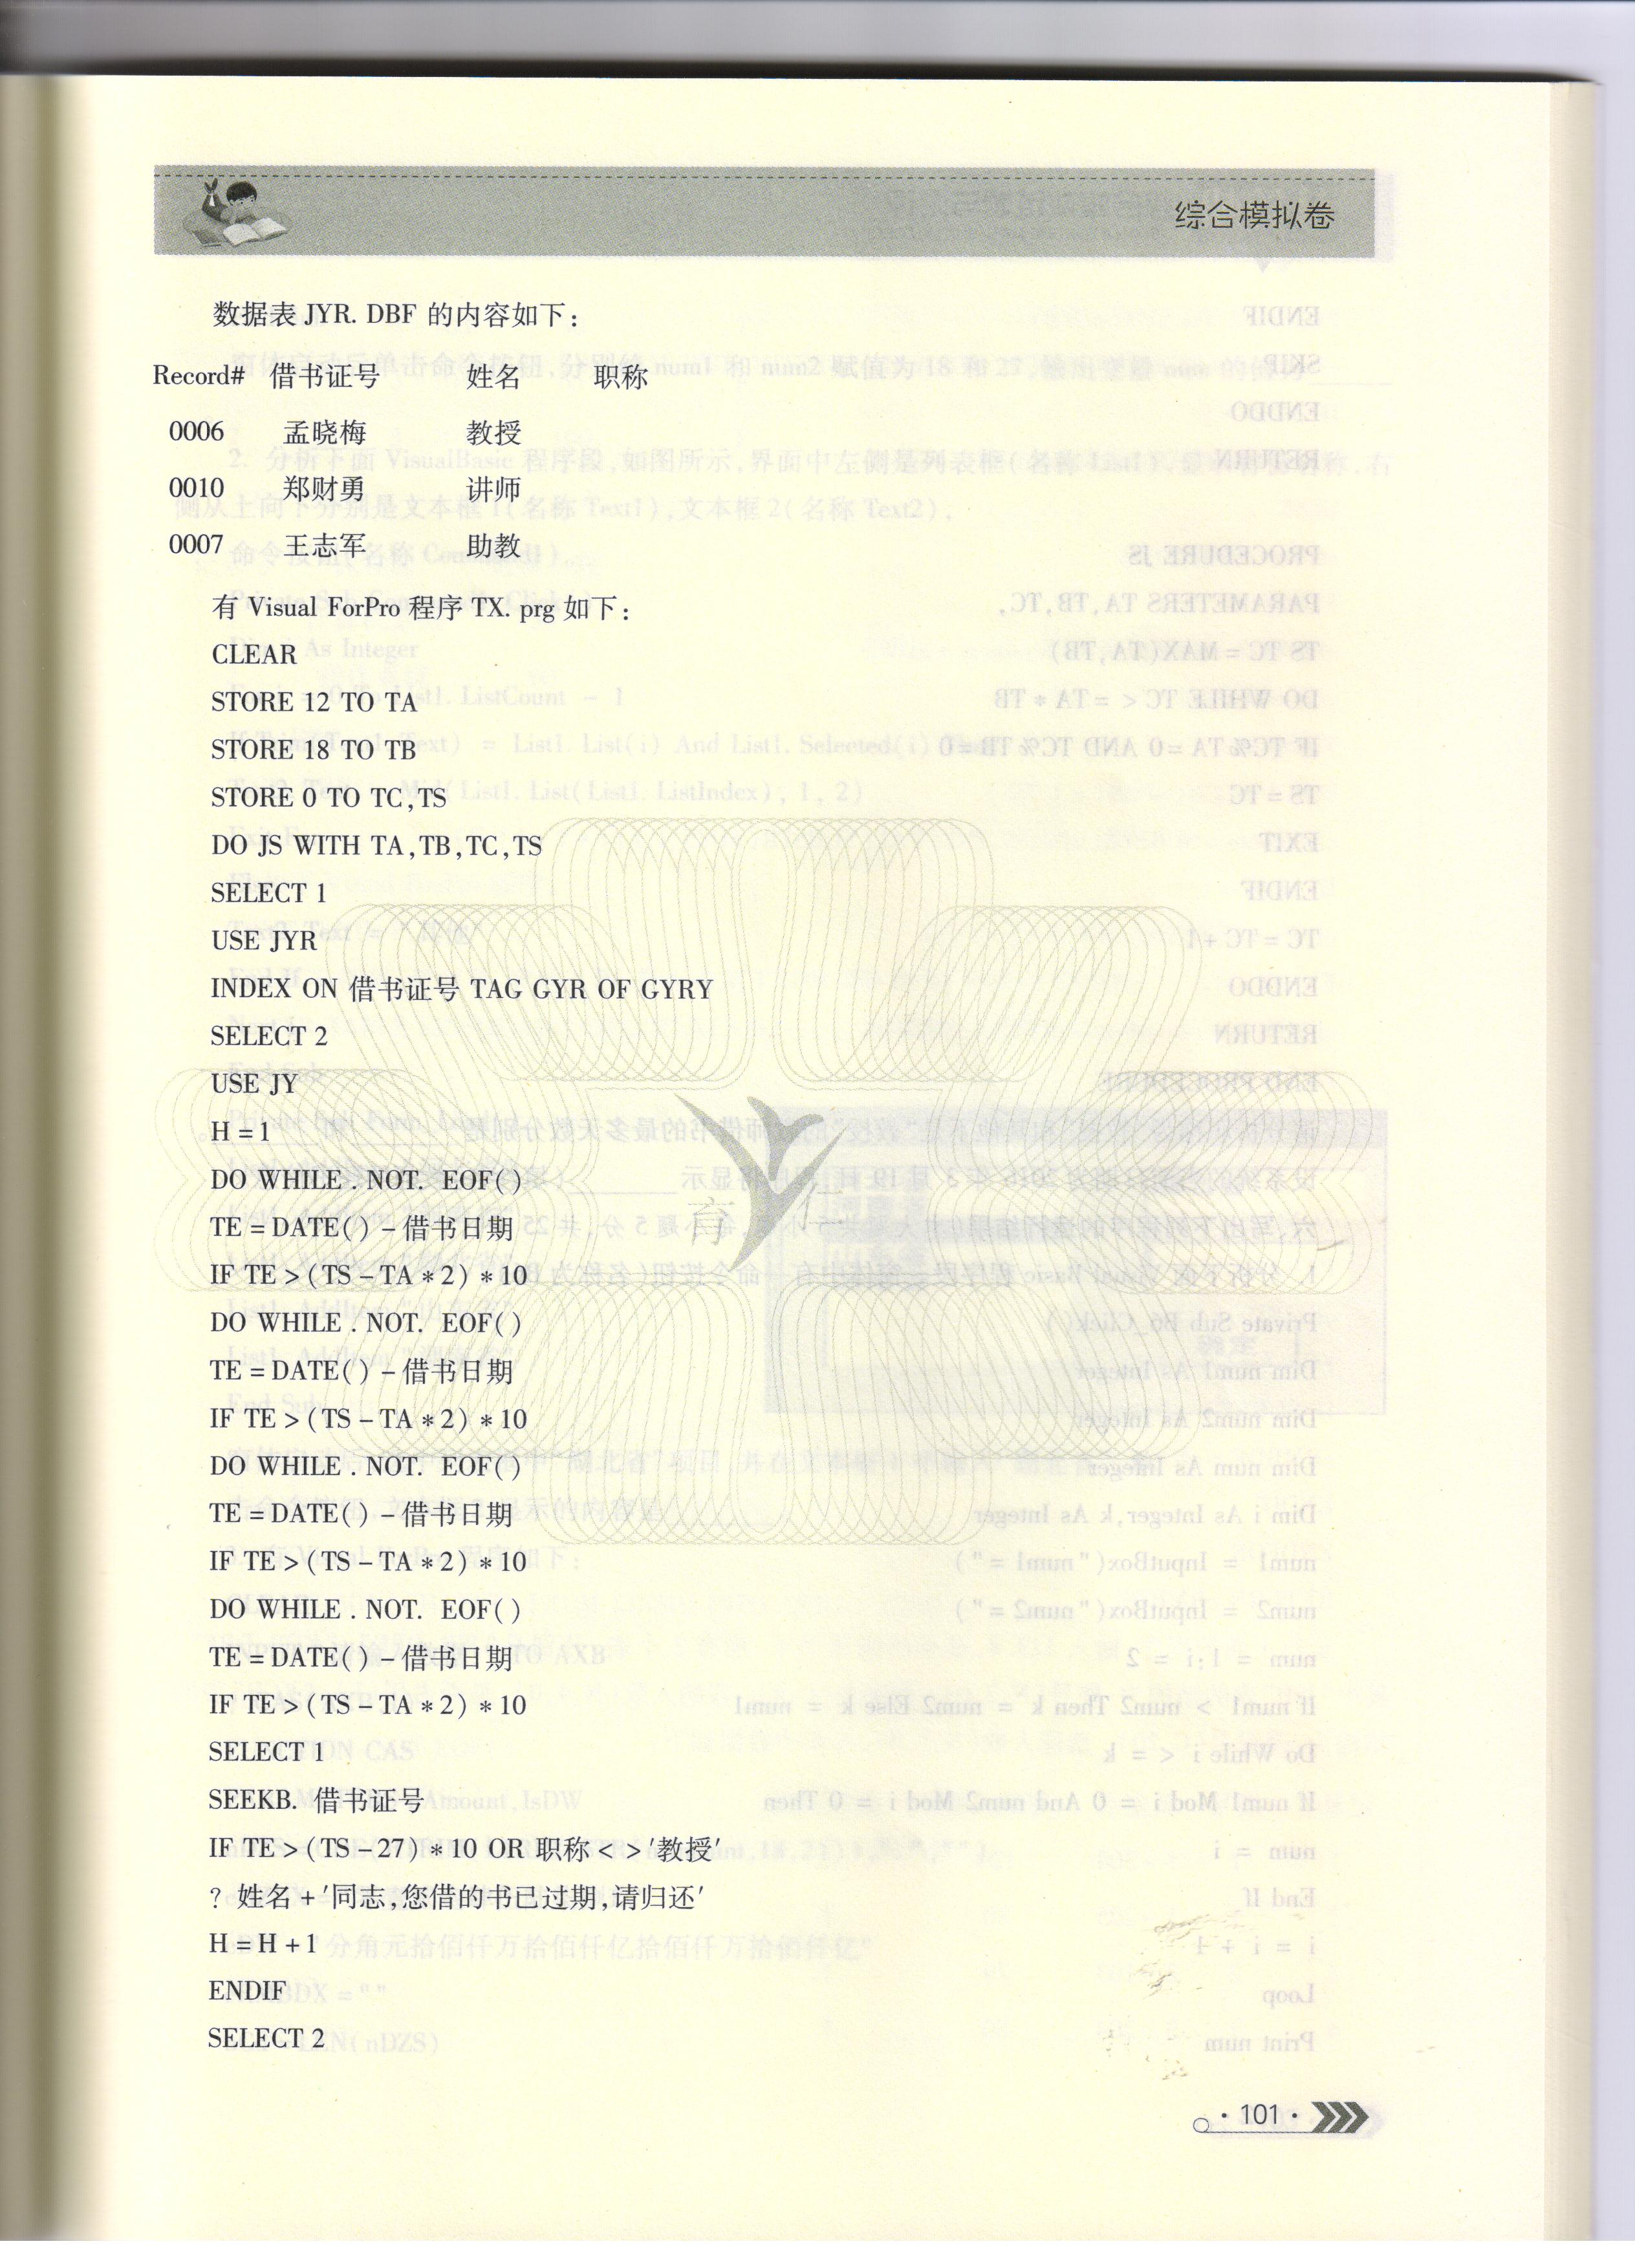 综合模拟卷
数据表 JYR. DBF 的内容如下：
Record# 借书证号 姓名 职称
0006 孟晓梅 教授
0010 郑财勇 讲师
0007 王志军 助教
有 Visual ForPro 程序 TX. prg 如下：
CLEAR
STORE 12 TO TA
STORE 18 TO TB
STORE 0 TO TC,TS
DO JS WITH TA,TB,TC,TS
SELECT 1
USE JYR
INDEX ON 借书证号 TAG GYR OF GYRY
SELECT 2
USE JY
H =1
DO WHILE . NOT. EOF( )
TE =DATE( ) -借书日期
IF TE >(TS -TA *2) *10
DO WHILE . NOT. EOF( )
TE =DATE( ) -借书日期
IF TE >(TS -TA *2) *10
DO WHILE . NOT. EOF( )
TE =DATE( ) -借书日期
IF TE >(TS -TA *2) *10
DO WHILE . NOT. EOF( )
TE =DATE( ) -借书日期
IF TE >(TS -TA *2) *10
SELECT 1
SEEKB. 借书证号
IF TE >(TS -27) *10 OR 职称 < >'教授'
? 姓名 +'同志,您借的书已过期,请归还'
H =H +1
ENDIF
SELECT 2
育仁
· 101 ·